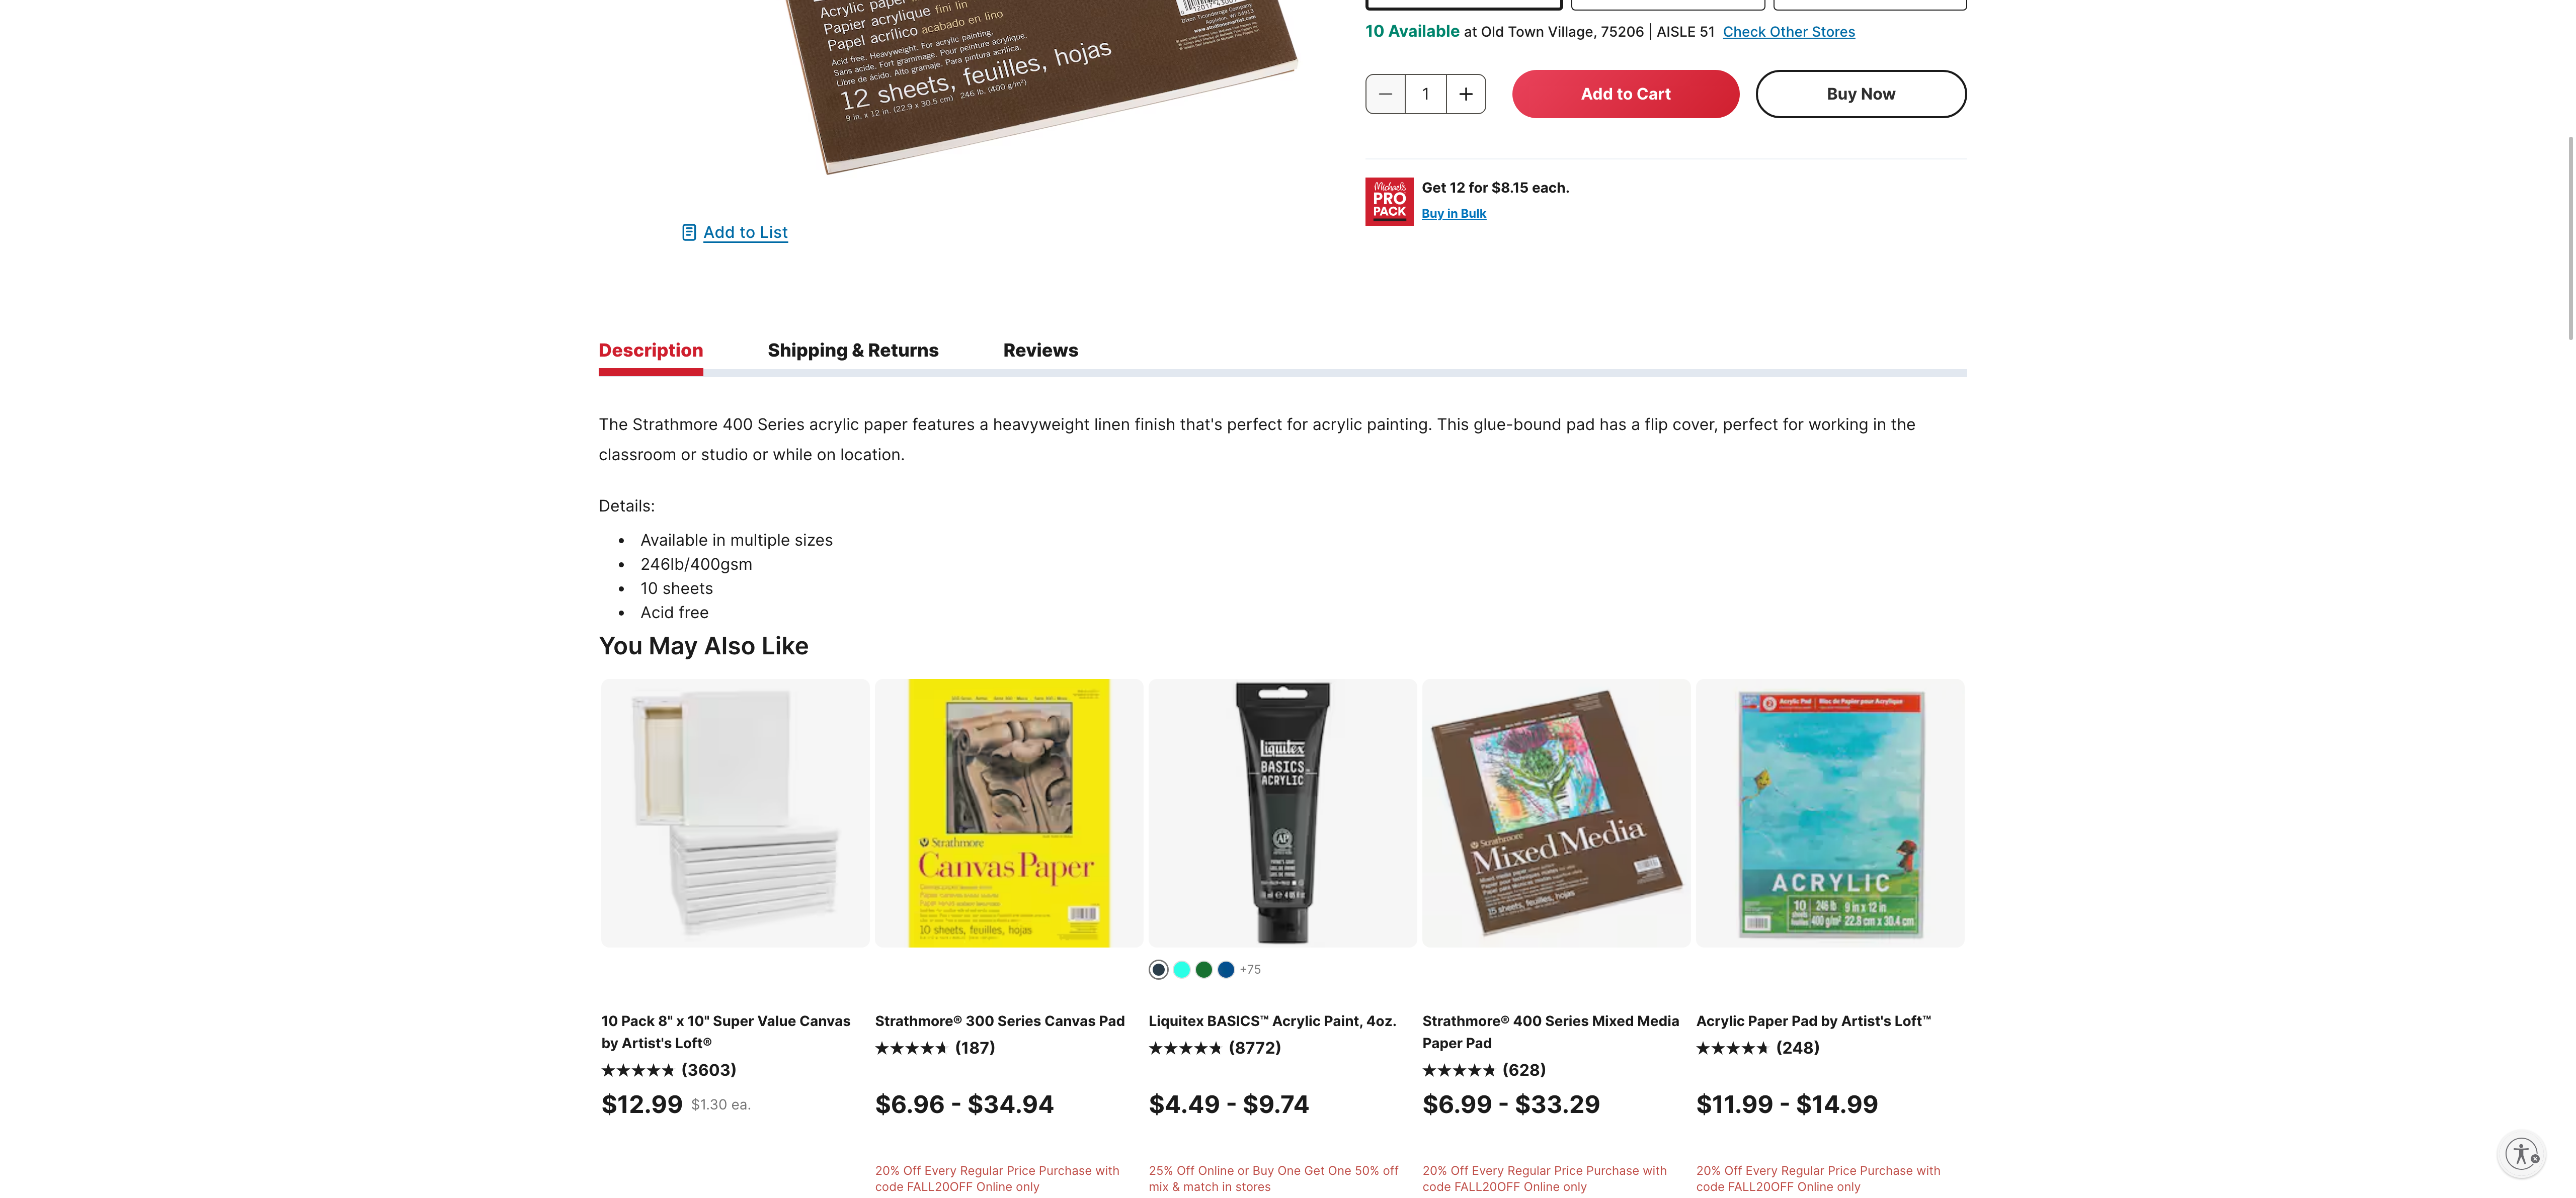 Acrylic paper
Papier acrylique fini lin
Papel acrílico acabado en lino
Acid free. Heavyweight. For acrylic painting.
Sans acide. Fort grammage. Pour peinture acrylique.
Libre de ácido. Alto gramaje. Para pintura acrílica.
12 sheets, feuilles, hojas
9 in. x 12 in. (22.9 x 30.5 cm) 246 lb. (400 g/m²)
Dixon Ticonderoga Company
Appleton, WI 54913
www.strathmoreartist.com
10 Available at Old Town Village, 75206 | AISLE 51 Check Other Stores
1
Add to Cart
Buy Now
Michaels
PRO
PACK
Get 12 for $8.15 each.
Buy in Bulk
Add to List
Description
Shipping & Returns
Reviews
The Strathmore 400 Series acrylic paper features a heavyweight linen finish that's perfect for acrylic painting. This glue-bound pad has a flip cover, perfect for working in the
classroom or studio or while on location.
Details:
• Available in multiple sizes
• 246lb/400gsm
• 10 sheets
• Acid free
You May Also Like
Strathmore
Canvas Paper
10 sheets, feuilles, hojas
Liquitex
BASICS
ACRYLIC
AP
Strathmore
Mixed Media
15 sheets, feuilles, hojas
Acrylic Pad Bloc de Papier pour Acrylique
ACRYLIC
10 246 lb 9 in x 12 in
400 g/m² 22.8 cm x 30.4 cm
+75
10 Pack 8" x 10" Super Value Canvas
by Artist's Loft®
(3603)
$12.99 $1.30 ea.
Strathmore® 300 Series Canvas Pad
(187)
$6.96 - $34.94
20% Off Every Regular Price Purchase with
code FALL20OFF Online only
Liquitex BASICS™ Acrylic Paint, 4oz.
(8772)
$4.49 - $9.74
25% Off Online or Buy One Get One 50% off
mix & match in stores
Strathmore® 400 Series Mixed Media
Paper Pad
(628)
$6.99 - $33.29
20% Off Every Regular Price Purchase with
code FALL20OFF Online only
Acrylic Paper Pad by Artist's Loft™
(248)
$11.99 - $14.99
20% Off Every Regular Price Purchase with
code FALL20OFF Online only